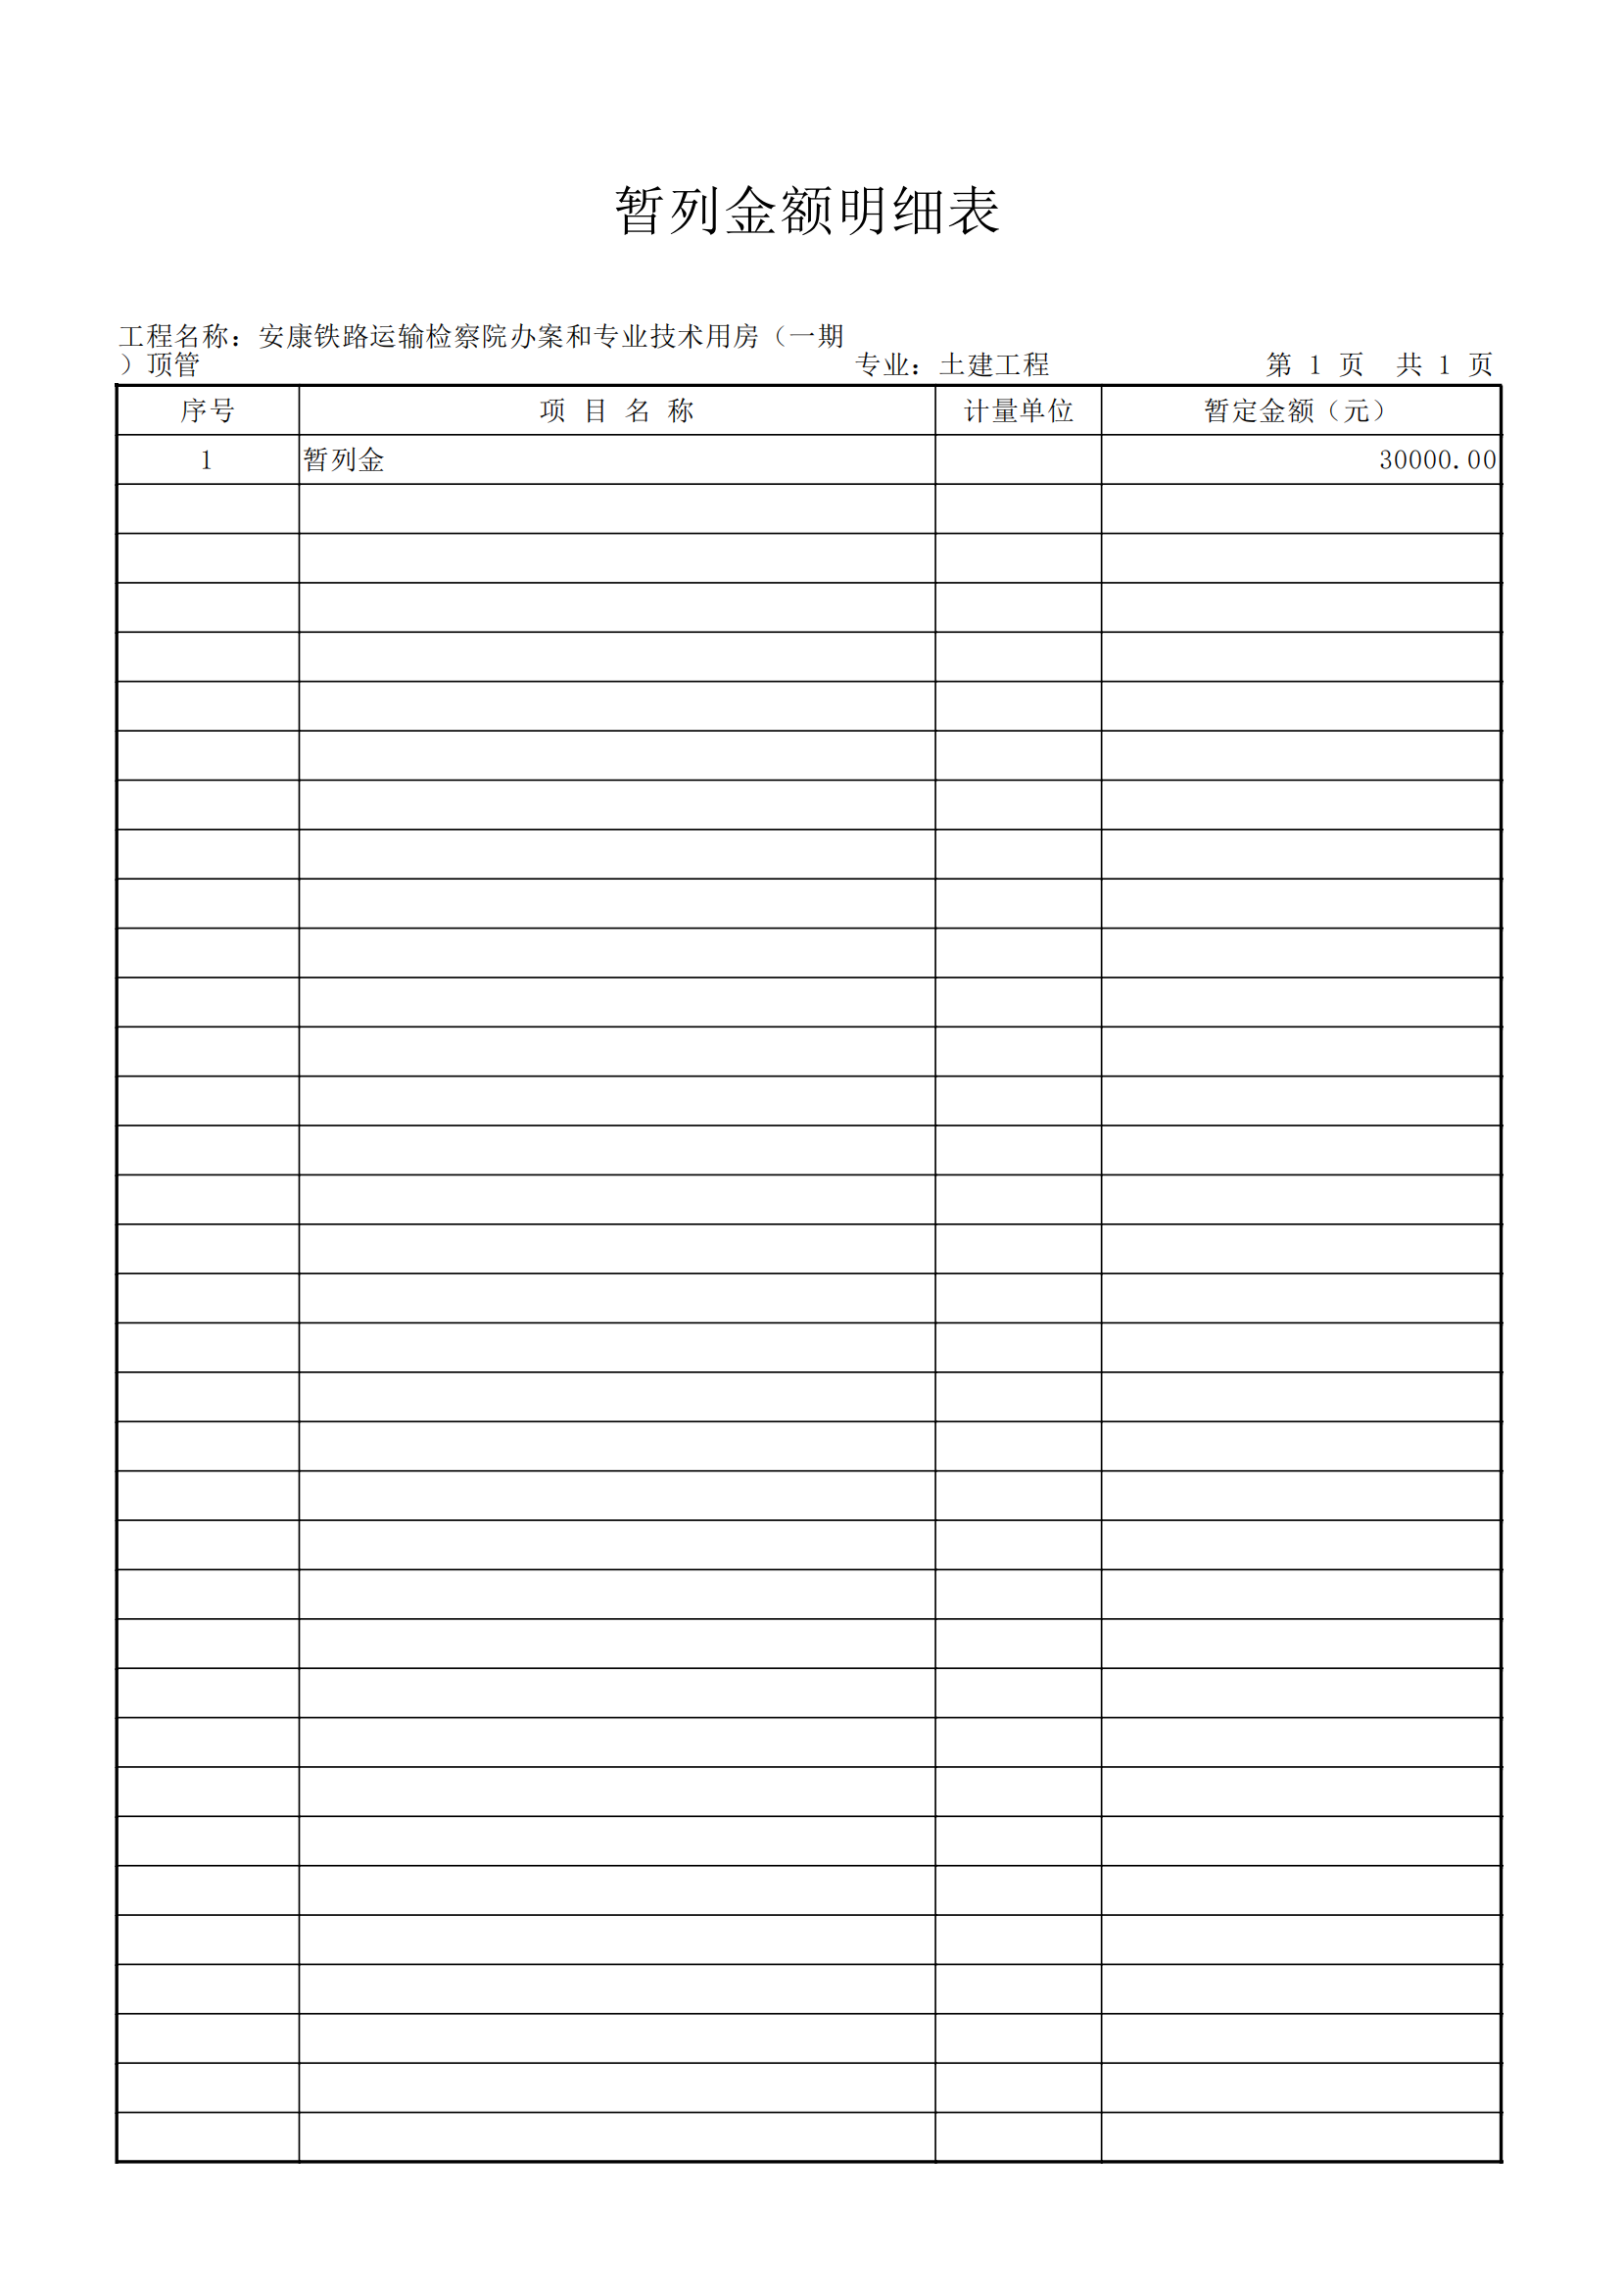 暂列金额明细表
工程名称：安康铁路运输检察院办案和专业技术用房（一期
）顶管 专业：土建工程 第 1 页 共 1 页
序号 项 目 名 称 计量单位 暂定金额（元）
1 暂列金 30000.00